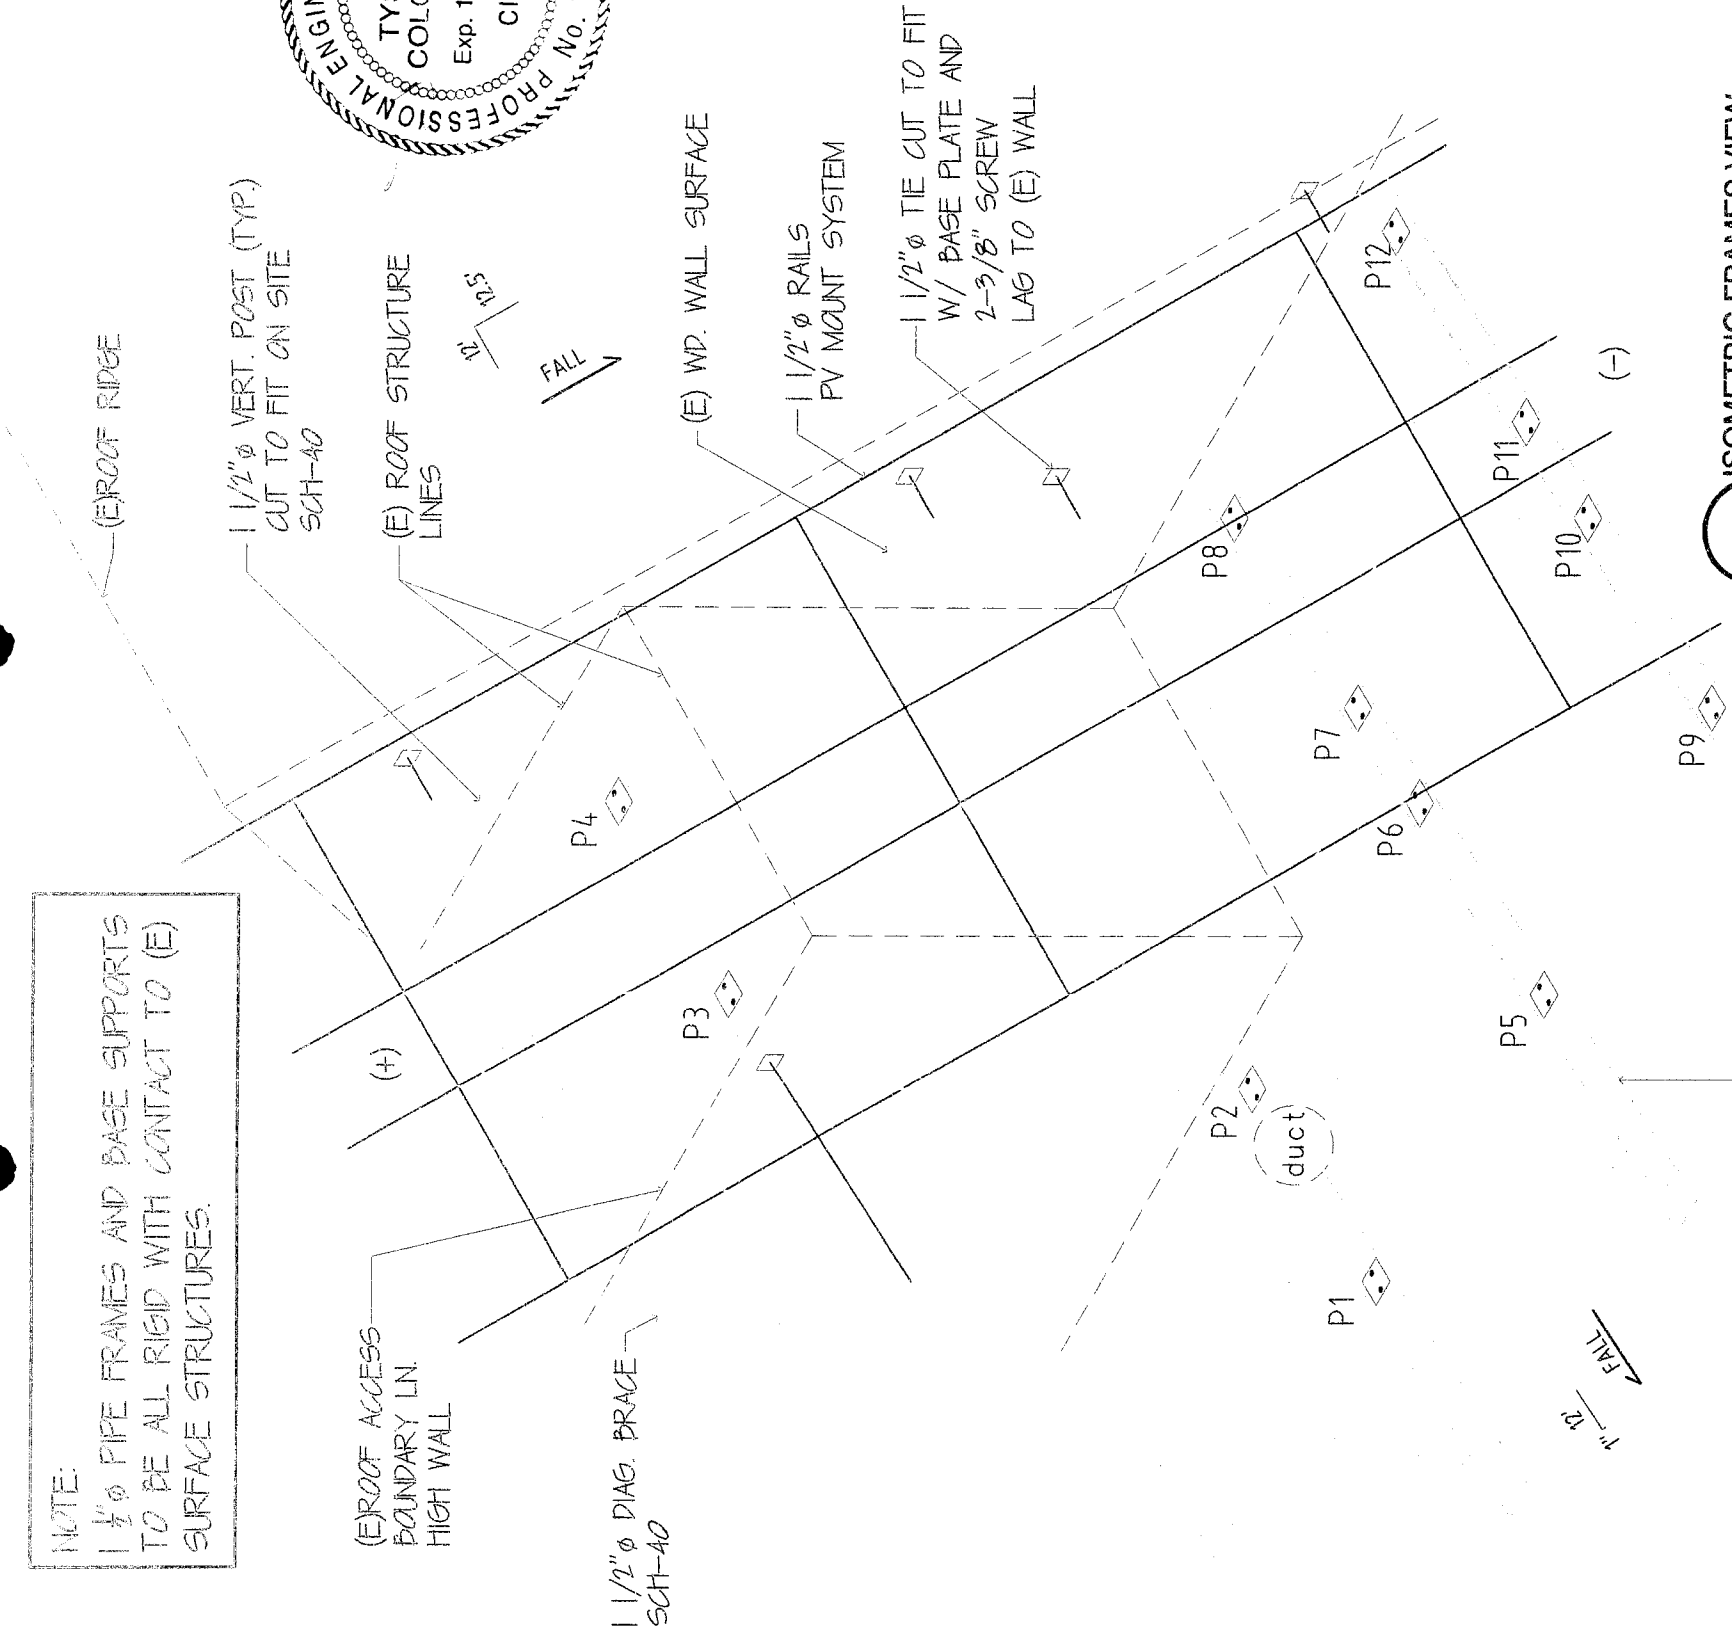 NOTE:
1 1/2"ø PIPE FRAMES AND BASE SUPPORTS
TO BE ALL RIGID WITH CONTACT TO (E)
SURFACE STRUCTURES.
(E)ROOF RIDGE
1 1/2"ø VERT. POST (TYP.)
CUT TO FIT ON SITE
SCH-40
(E) ROOF STRUCTURE
LINES
12'
12.5'
FALL
(E) WD. WALL SURFACE
1 1/2"ø RAILS
PV MOUNT SYSTEM
1 1/2"ø TIE CUT TO FIT
W/ BASE PLATE AND
2-3/8" SCREW
LAG TO (E) WALL
(E)ROOF ACCESS
BOUNDARY LN.
HIGH WALL
1 1/2"ø DIAG. BRACE
SCH-40
(+)
(-)
P1
P2
duct
P3
P4
P5
P6
P7
P8
P9
P10
P11
P12
1"
12'
FALL
PROFESSIONAL ENGIN
No.
TYS
COLO
Exp. 1
CI
ISOMETRIC FRAMES VIEW